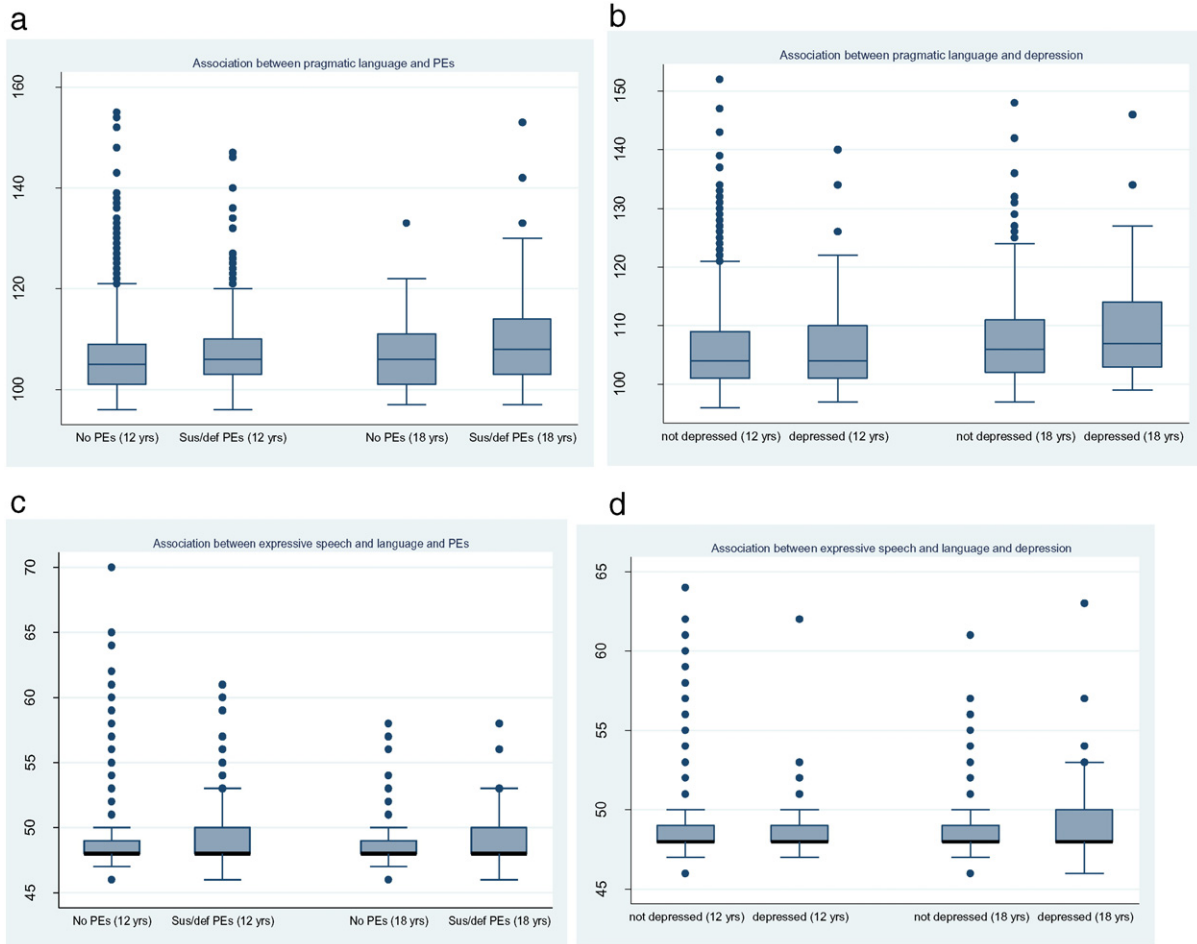 a
Association between pragmatic language and PEs
160
140
120
100
No PEs (12 yrs) Sus/def PEs (12 yrs) No PEs (18 yrs) Sus/def PEs (18 yrs)
b
Association between pragmatic language and depression
150
140
130
120
110
100
not depressed (12 yrs) depressed (12 yrs) not depressed (18 yrs) depressed (18 yrs)
c
Association between expressive speech and language and PEs
70
65
60
55
50
45
No PEs (12 yrs) Sus/def PEs (12 yrs) No PEs (18 yrs) Sus/def PEs (18 yrs)
d
Association between expressive speech and language and depression
65
60
55
50
45
not depressed (12 yrs) depressed (12 yrs) not depressed (18 yrs) depressed (18 yrs)